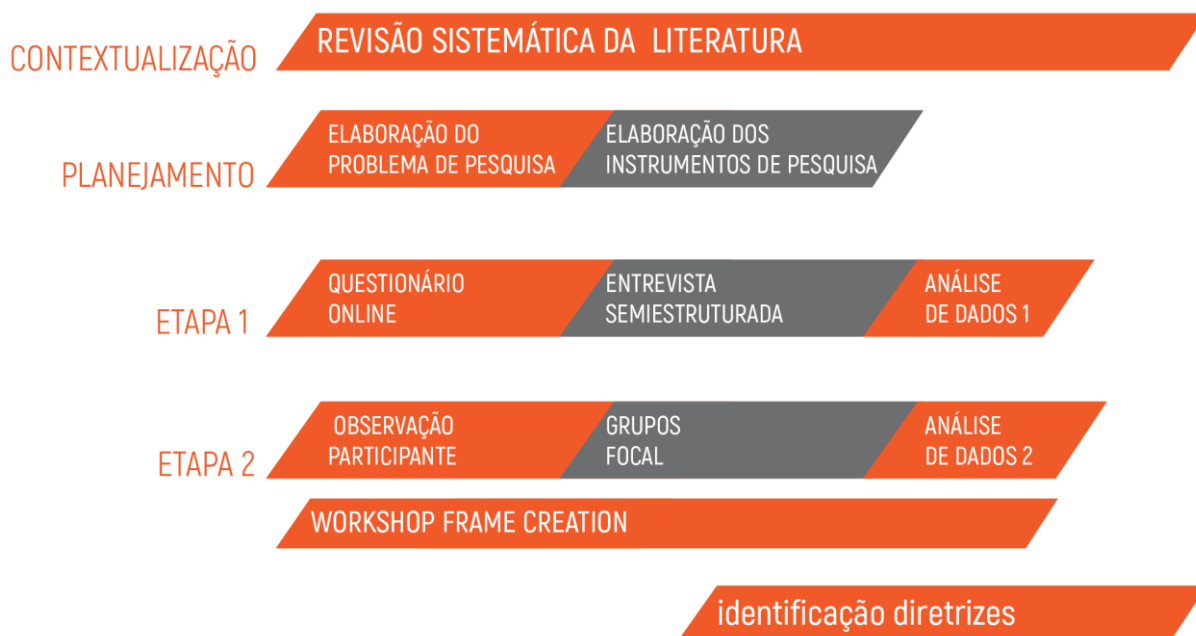 CONTEXTUALIZAÇÃO
REVISÃO SISTEMÁTICA DA LITERATURA
PLANEJAMENTO
ELABORAÇÃO DO
PROBLEMA DE PESQUISA
ELABORAÇÃO DOS
INSTRUMENTOS DE PESQUISA
ETAPA 1
QUESTIONÁRIO
ONLINE
ENTREVISTA
SEMIESTRUTURADA
ANÁLISE
DE DADOS 1
ETAPA 2
OBSERVAÇÃO
PARTICIPANTE
GRUPOS
FOCAL
ANÁLISE
DE DADOS 2
WORKSHOP FRAME CREATION
identificação diretrizes